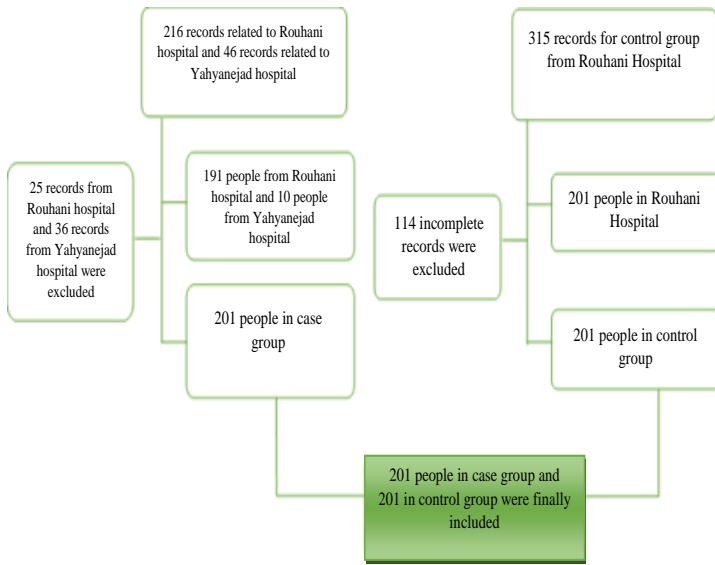 216 records related to Rouhani
hospital and 46 records related to
Yahyanejad hospital
25 records from
Rouhani hospital
and 36 records
from Yahyanejad
hospital were
excluded
191 people from Rouhani
hospital and 10 people
from Yahyanejad
hospital
201 people in case
group
315 records for control group
from Rouhani Hospital
114 incomplete
records were
excluded
201 people in Rouhani
Hospital
201 people in control
group
201 people in case group and
201 in control group were finally
included